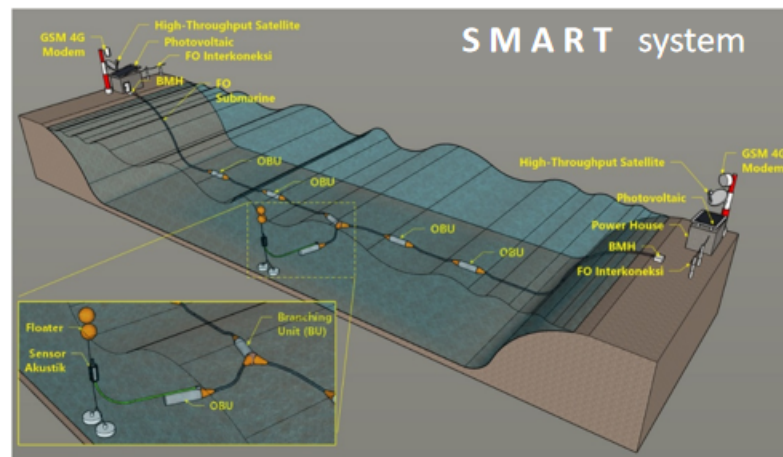 SMART system
High-Throughput Satellite
GSM 4G
Modem
Photovoltaic
FO Interkoneksi
BMH
FO
Submarine
OBU
OBU
OBU
OBU
High-Throughput Satellite
GSM 4G
Modem
Photovoltaic
Power House
BMH
FO Interkoneksi
Floater
Sensor
Akustik
Branching
Unit (BU)
OBU